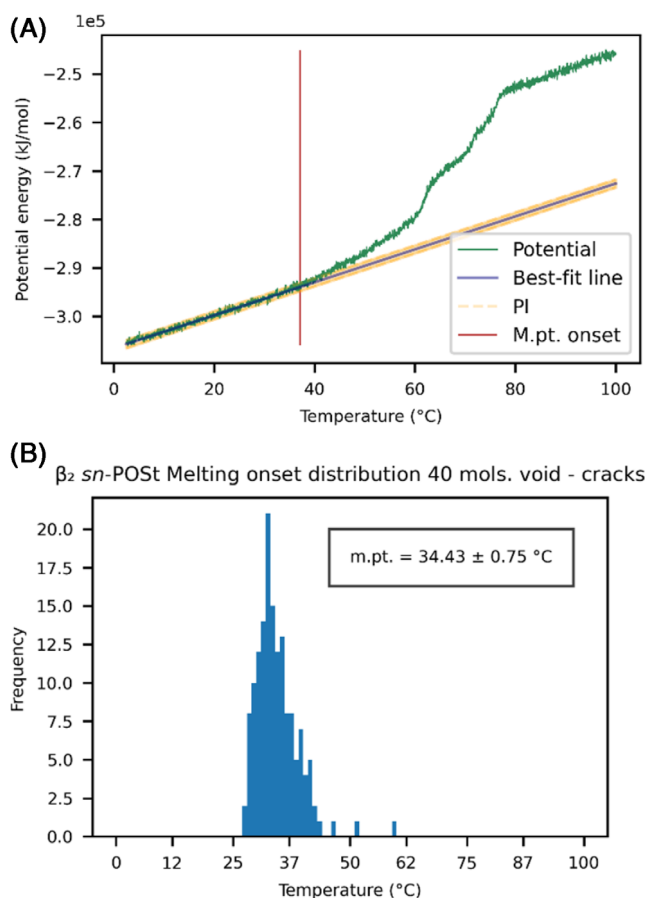 (A)
1e5
−2.5
−2.6
−2.7
−2.8
−2.9
−3.0
Potential energy (kJ/mol)
Potential
Best-fit line
PI
M.pt. onset
0 20 40 60 80 100
Temperature (°C)
(B)
β₂ sn-POSt Melting onset distribution 40 mols. void - cracks
m.pt. = 34.43 ± 0.75 °C
20.0
17.5
15.0
12.5
10.0
7.5
5.0
2.5
0.0
Frequency
0 12 25 37 50 62 75 87 100
Temperature (°C)